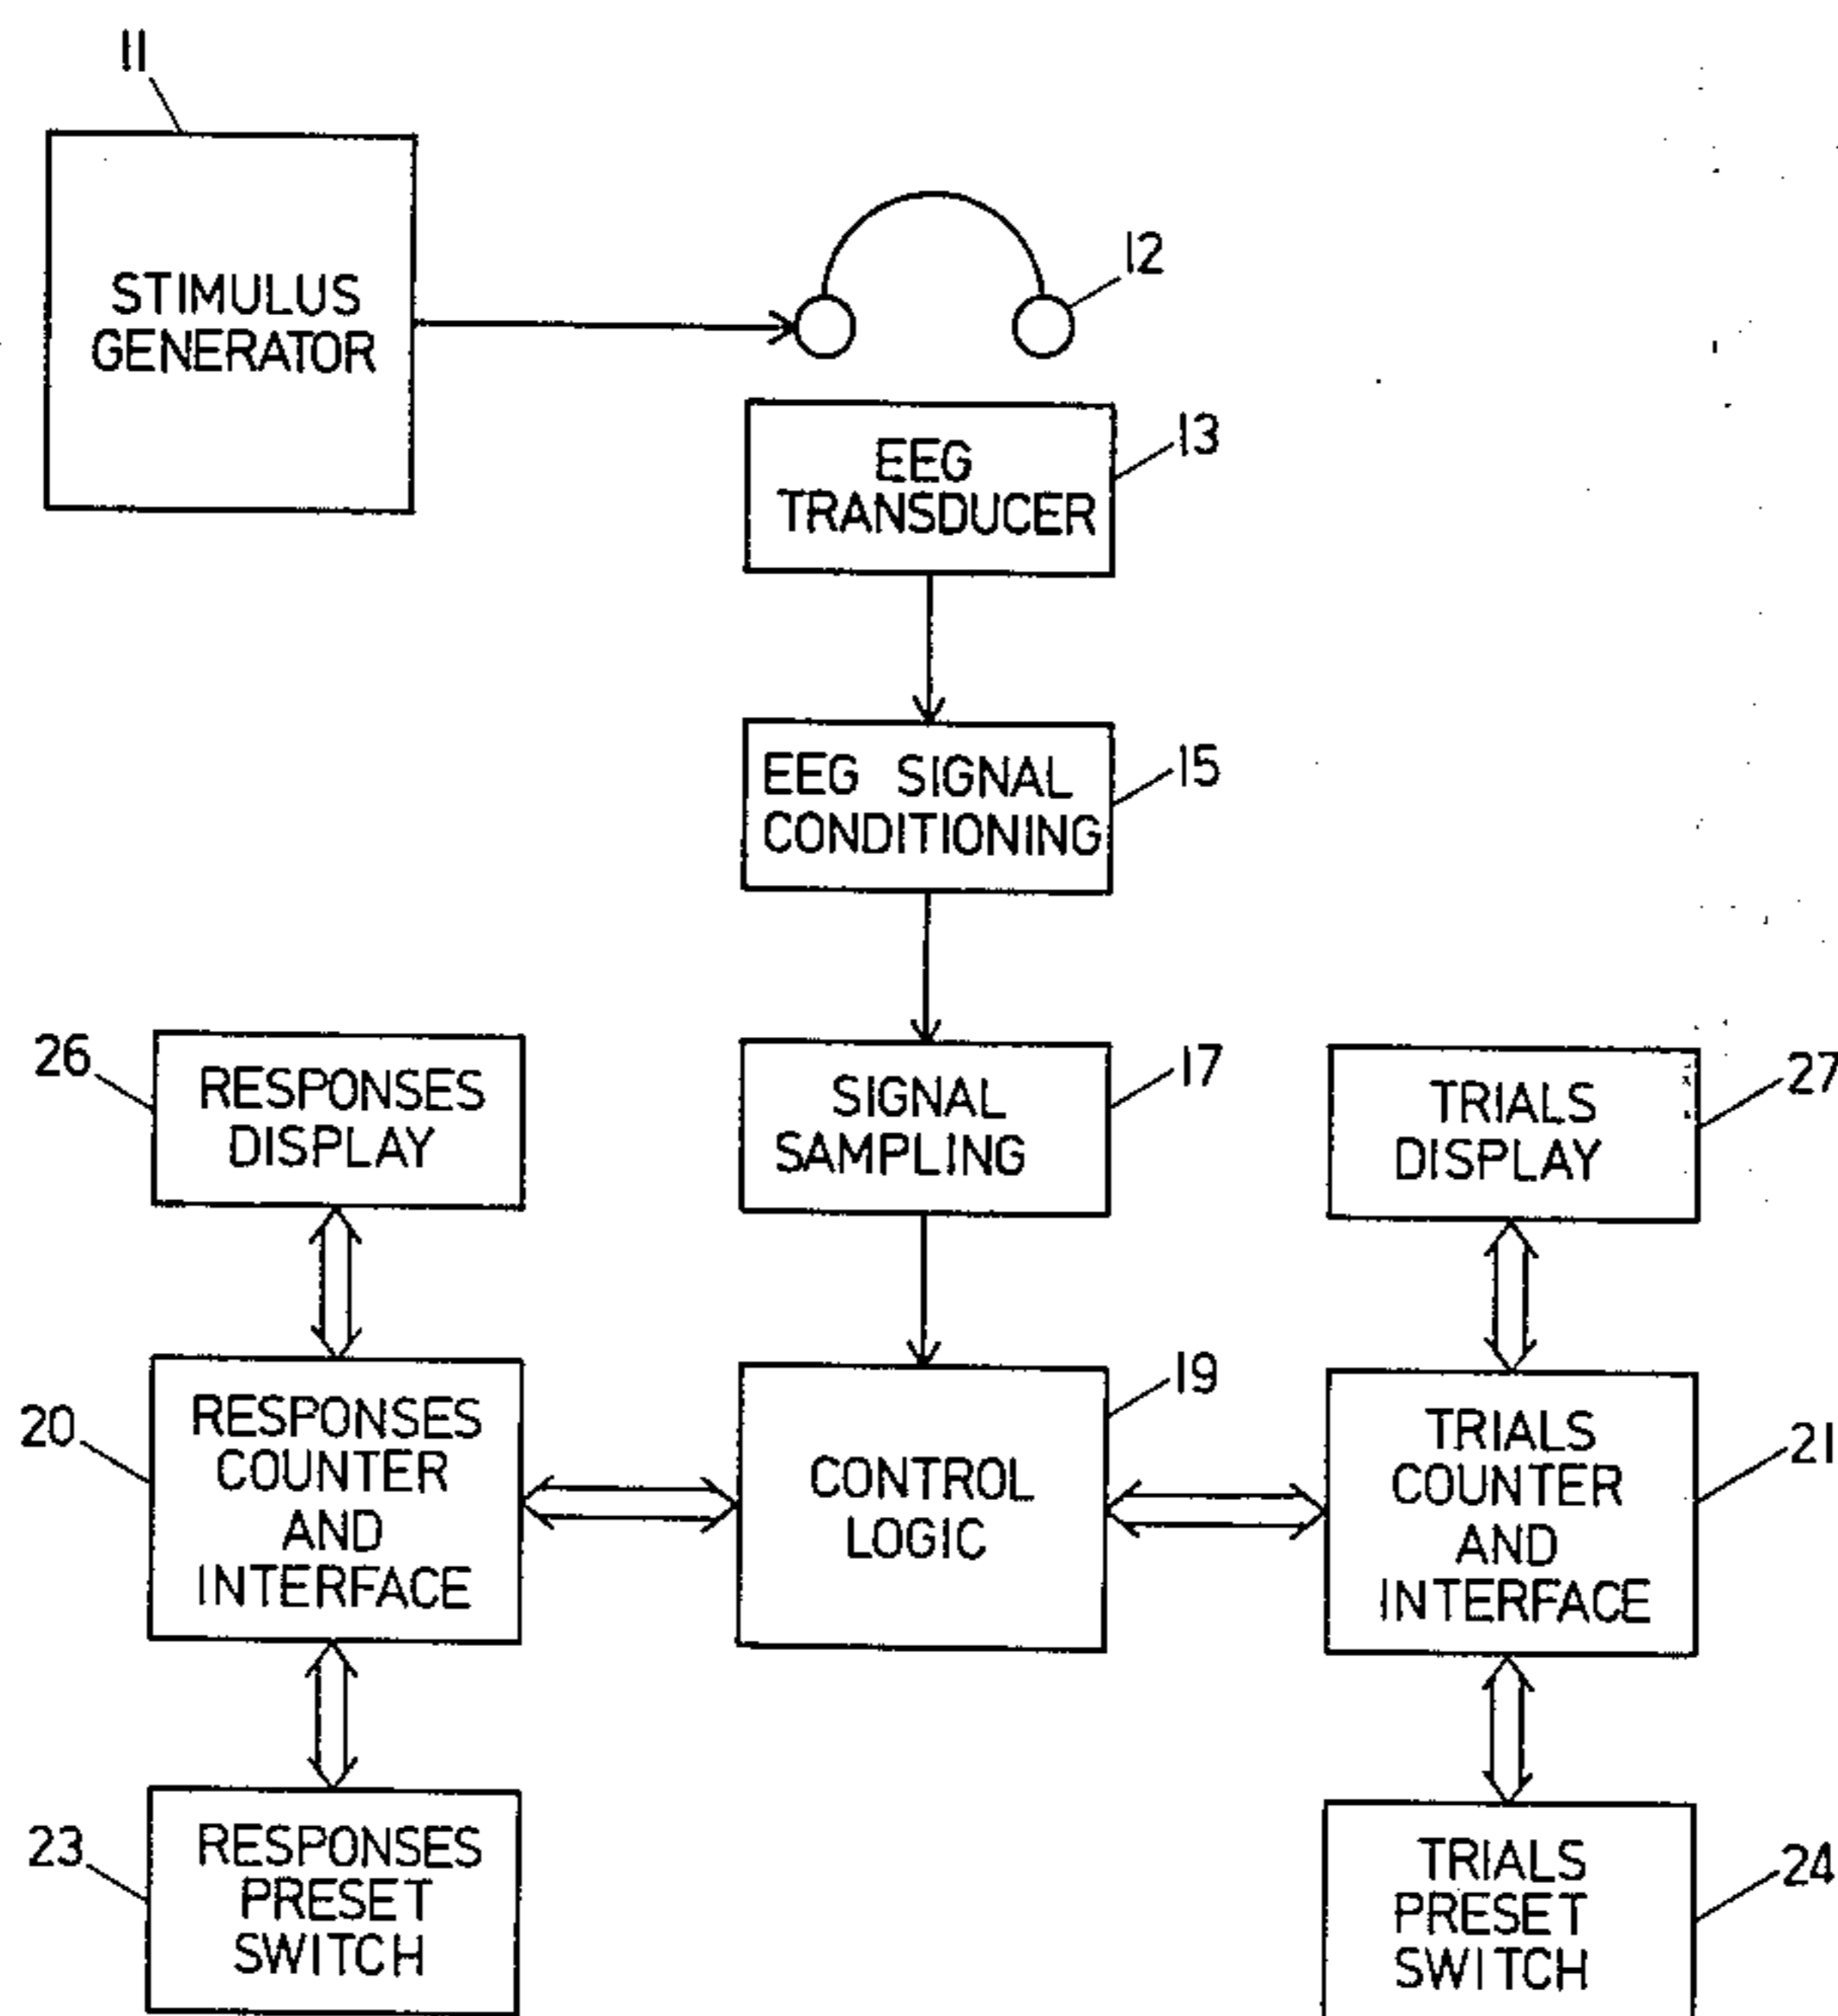 11
STIMULUS
GENERATOR
12
EEG
TRANSDUCER
13
EEG SIGNAL
CONDITIONING
15
26
RESPONSES
DISPLAY
SIGNAL
SAMPLING
17
TRIALS
DISPLAY
27
20
RESPONSES
COUNTER
AND
INTERFACE
CONTROL
LOGIC
19
TRIALS
COUNTER
AND
INTERFACE
21
23
RESPONSES
PRESET
SWITCH
TRIALS
PRESET
SWITCH
24